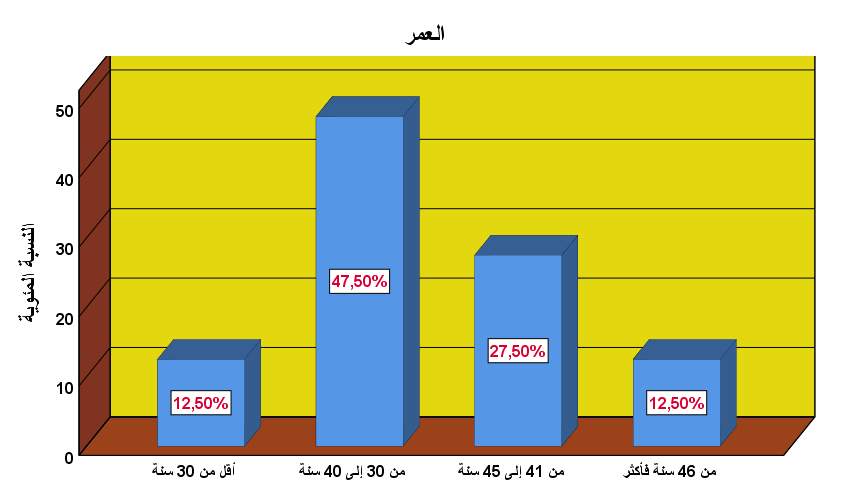 العمر
النسبة المئوية
50
40
30
20
10
0
12,50%
47,50%
27,50%
12,50%
أقل من 30 سنة
من 30 إلى 40 سنة
من 41 إلى 45 سنة
من 46 سنة فأكثر